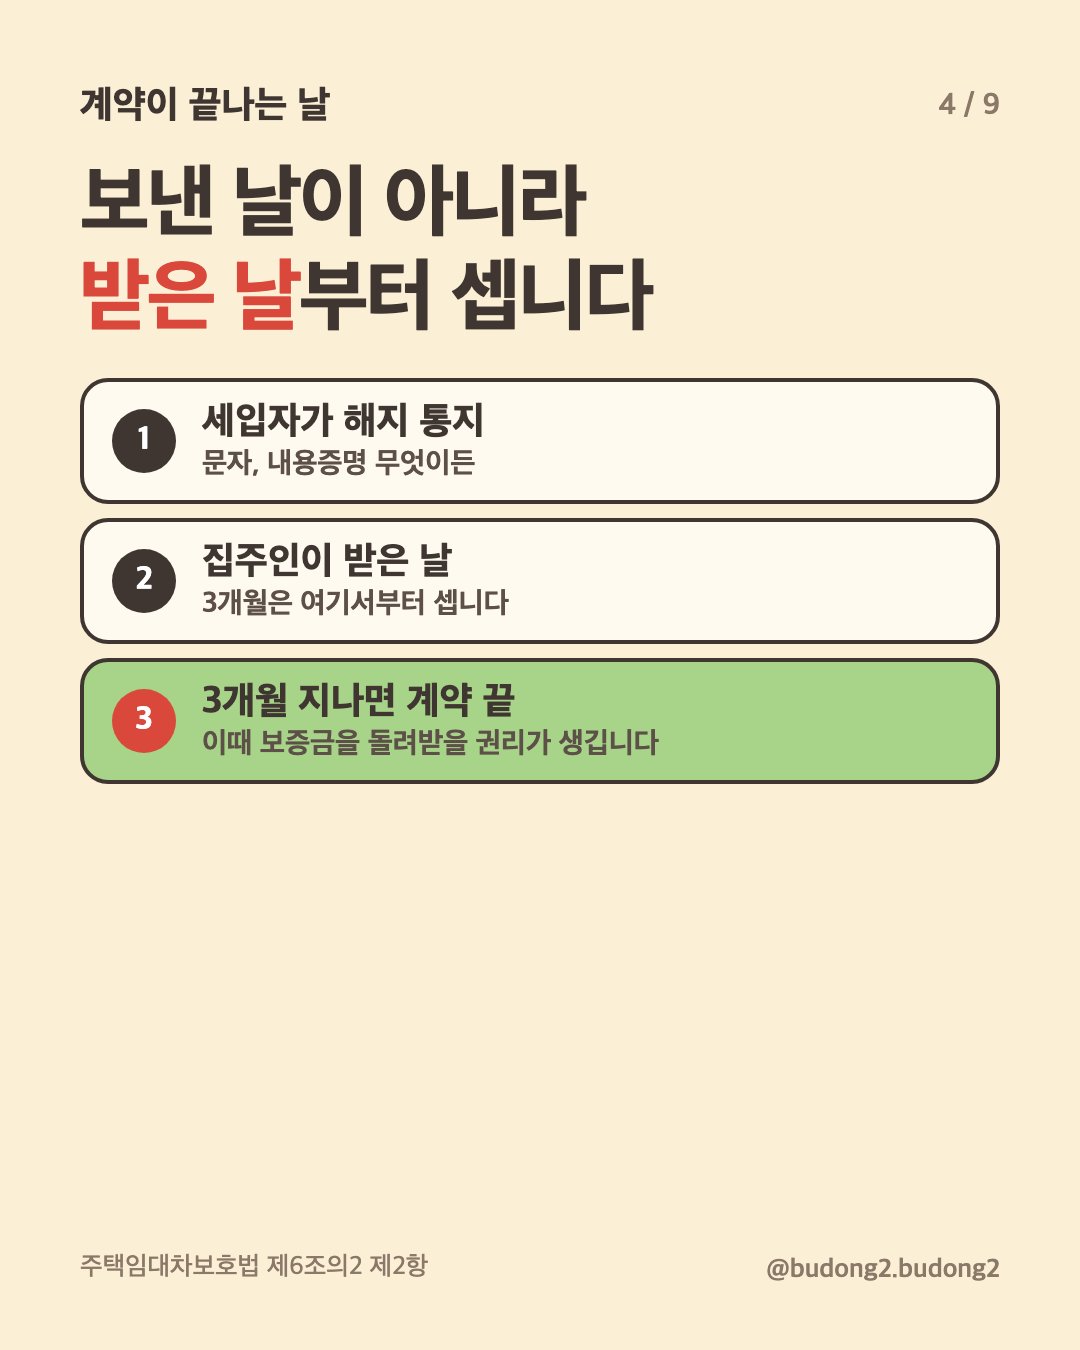 계약이 끝나는 날
4 / 9
보낸 날이 아니라
받은 날부터 셉니다
1
세입자가 해지 통지
문자, 내용증명 무엇이든
2
집주인이 받은 날
3개월은 여기서부터 셉니다
3
3개월 지나면 계약 끝
이때 보증금을 돌려받을 권리가 생깁니다
주택임대차보호법 제6조의2 제2항
@budong2.budong2